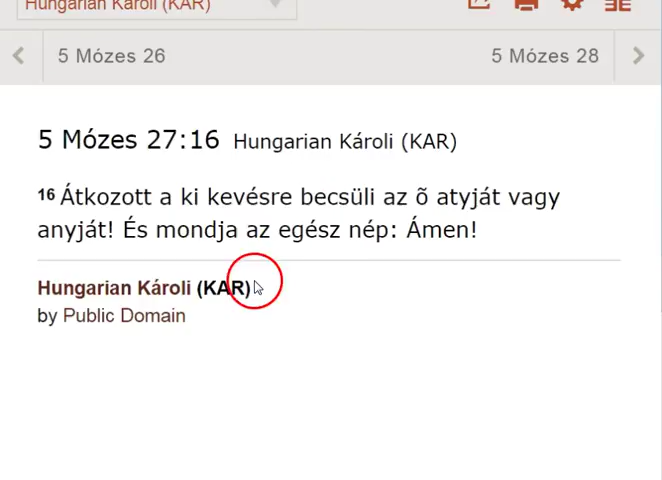 Hungarian Károli (KAR)
5 Mózes 26
5 Mózes 28
5 Mózes 27:16 Hungarian Károli (KAR)
16 Átkozott a ki kevésre becsüli az õ atyját vagy
anyját! És mondja az egész nép: Ámen!
Hungarian Károli (KAR)
by Public Domain